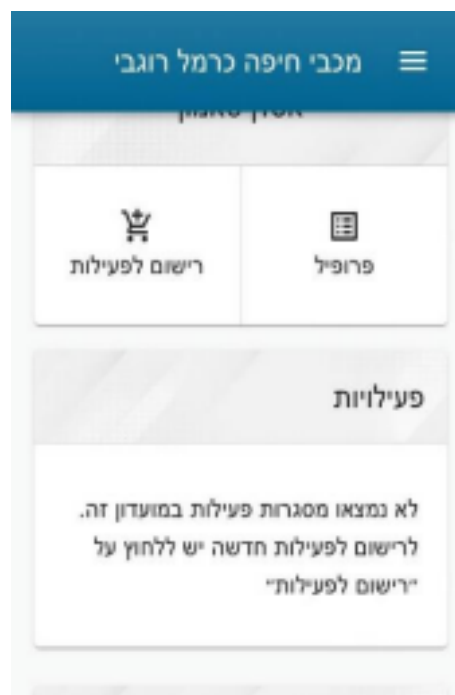 מכבי חיפה כרמל רוגבי
פרופיל
רישום לפעילות
פעילויות
לא נמצאו מסגרות פעילות במועדון זה.
לרישום לפעילות חדשה יש ללחוץ על
"רישום לפעילות"